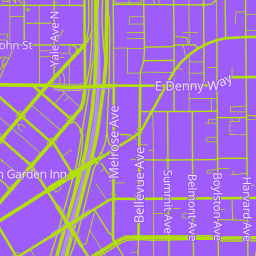 ohn St
Yale Ave N
E Denny Way
Melrose Ave
n Garden Inn
Bellevue Ave
Summit Ave
Belmont Ave
Boylston Ave
Harvard Ave